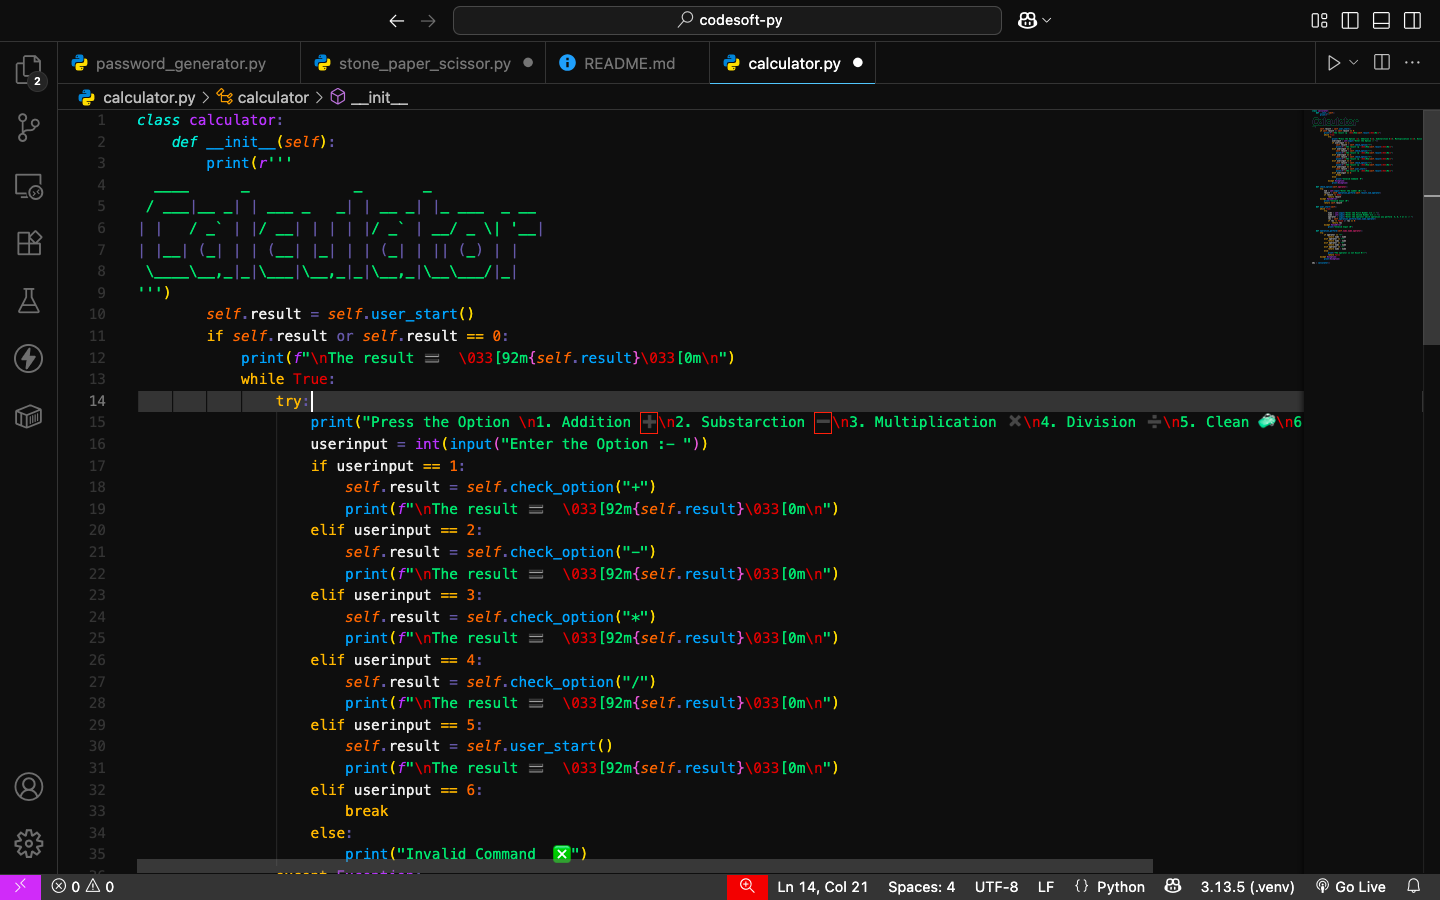 codesoft-py
password_generator.py
stone_paper_scissor.py
README.md
calculator.py
calculator.py > calculator > __init__
2
1 class calculator:
2     def __init__(self):
3         print(r'''
4   ____      _            _       _
5  / ___|__ _| | ___ _   _| | __ _| |_ ___  _ __
6 | |   / _` | |/ __| | | | |/ _` | __/ _ \| '__|
7 | |__| (_| | | (__| |_| | | (_| | || (_) | |
8  \____\__,_|_|\___|\__,_|_|\__,_|\__\___/|_|
9 ''')
10         self.result = self.user_start()
11         if self.result or self.result == 0:
12             print(f"\nThe result 🟰  \033[92m{self.result}\033[0m\n")
13             while True:
14                 try:
15                     print("Press the Option \n1. Addition ➕\n2. Substarction ➖\n3. Multiplication ✖️\n4. Division ➗\n5. Clean 🧼\n6
16                     userinput = int(input("Enter the Option :- "))
17                     if userinput == 1:
18                         self.result = self.check_option("+")
19                         print(f"\nThe result 🟰  \033[92m{self.result}\033[0m\n")
20                     elif userinput == 2:
21                         self.result = self.check_option("-")
22                         print(f"\nThe result 🟰  \033[92m{self.result}\033[0m\n")
23                     elif userinput == 3:
24                         self.result = self.check_option("*")
25                         print(f"\nThe result 🟰  \033[92m{self.result}\033[0m\n")
26                     elif userinput == 4:
27                         self.result = self.check_option("/")
28                         print(f"\nThe result 🟰  \033[92m{self.result}\033[0m\n")
29                     elif userinput == 5:
30                         self.result = self.user_start()
31                         print(f"\nThe result 🟰  \033[92m{self.result}\033[0m\n")
32                     elif userinput == 6:
33                         break
34                     else:
35                         print("Invalid Command  ❎")
0 0 Ln 14, Col 21 Spaces: 4 UTF-8 LF {} Python 3.13.5 (.venv) Go Live